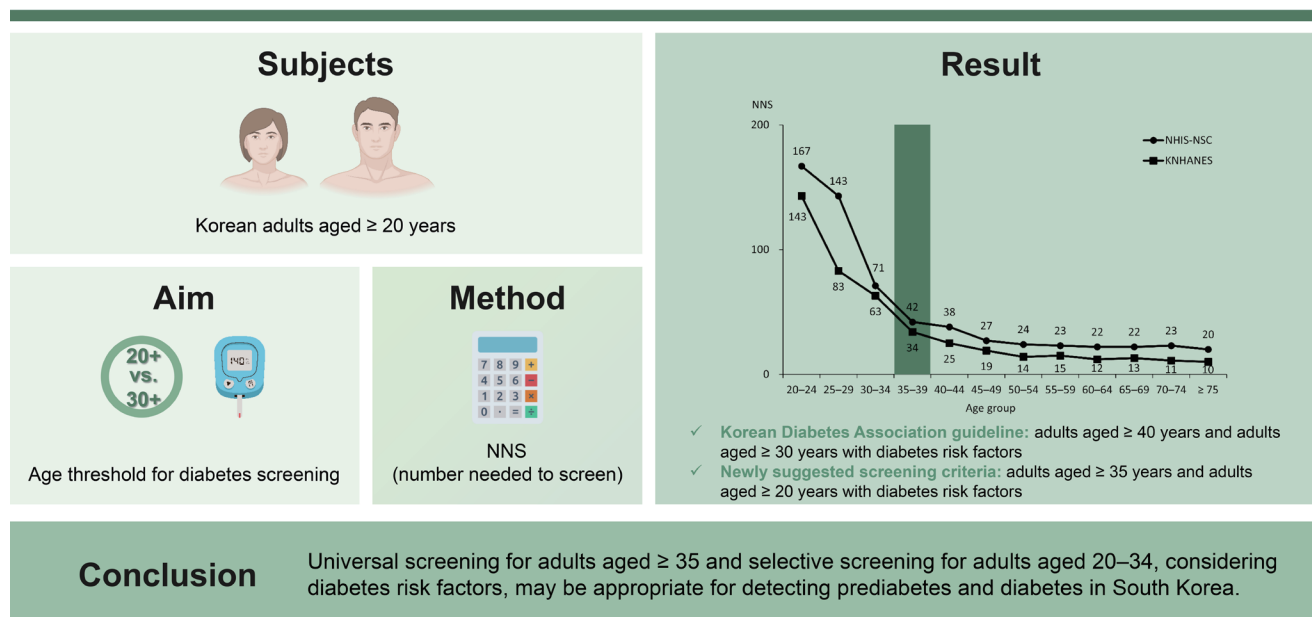 Subjects
Korean adults aged ≥ 20 years
Aim
20+
vs.
30+
140
Age threshold for diabetes screening
Method
7 8 9 +
4 5 6 −
1 2 3 ×
0 · = ÷
NNS
(number needed to screen)
Result
NNS
200
100
0
NHIS-NSC
KNHANES
167
143
71
42
38
27
24
23
22
22
23
20
143
83
63
34
25
19
14
15
12
13
11
10
20–24 25–29 30–34 35–39 40–44 45–49 50–54 55–59 60–64 65–69 70–74 ≥ 75
Age group
✓ Korean Diabetes Association guideline: adults aged ≥ 40 years and adults
aged ≥ 30 years with diabetes risk factors
✓ Newly suggested screening criteria: adults aged ≥ 35 years and adults
aged ≥ 20 years with diabetes risk factors
Conclusion
Universal screening for adults aged ≥ 35 and selective screening for adults aged 20–34, considering
diabetes risk factors, may be appropriate for detecting prediabetes and diabetes in South Korea.